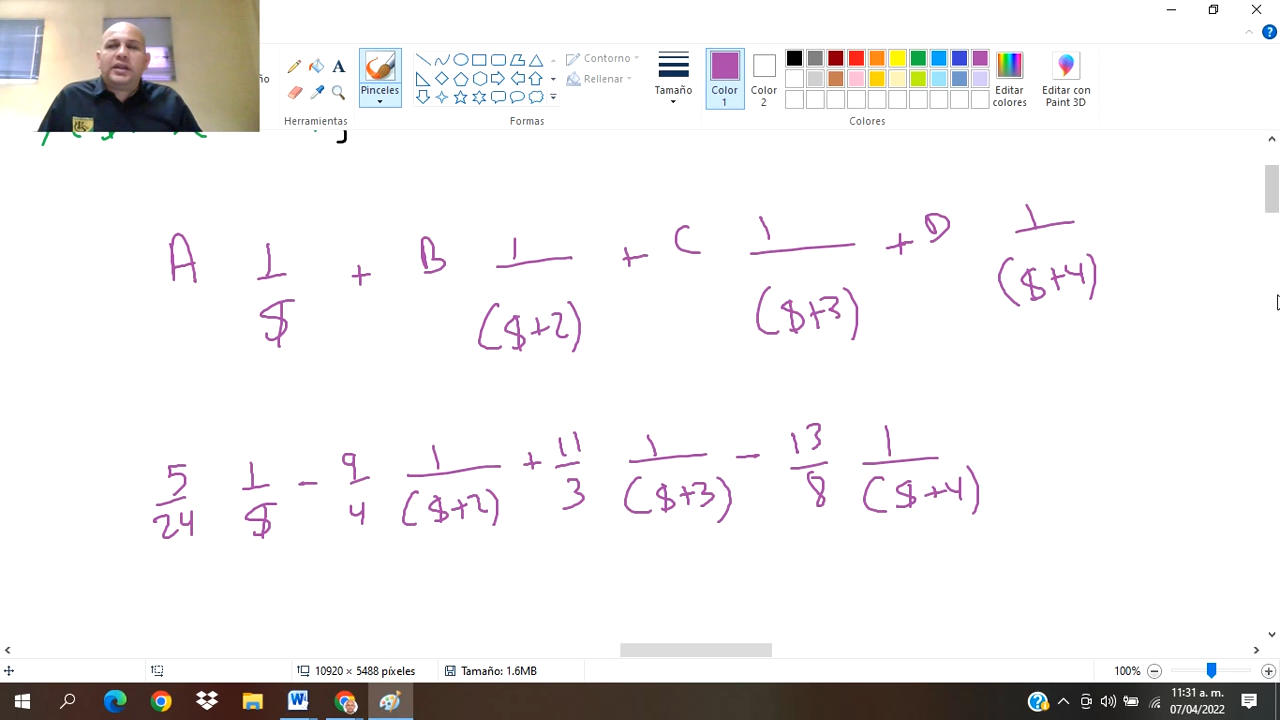 Contorno
Rellenar
Pinceles
Tamaño
Color 1
Color 2
Editar colores
Editar con Paint 3D
Herramientas
Formas
Colores
A 1/$ + B 1/($+2) + C 1/($+3) + D 1/($+4)
5/24 1/$ - 9/4 1/($+2) + 11/3 1/($+3) - 13/8 1/($+4)
10920 × 5488 píxeles
Tamaño: 1.6MB
100%
11:31 a. m.
07/04/2022